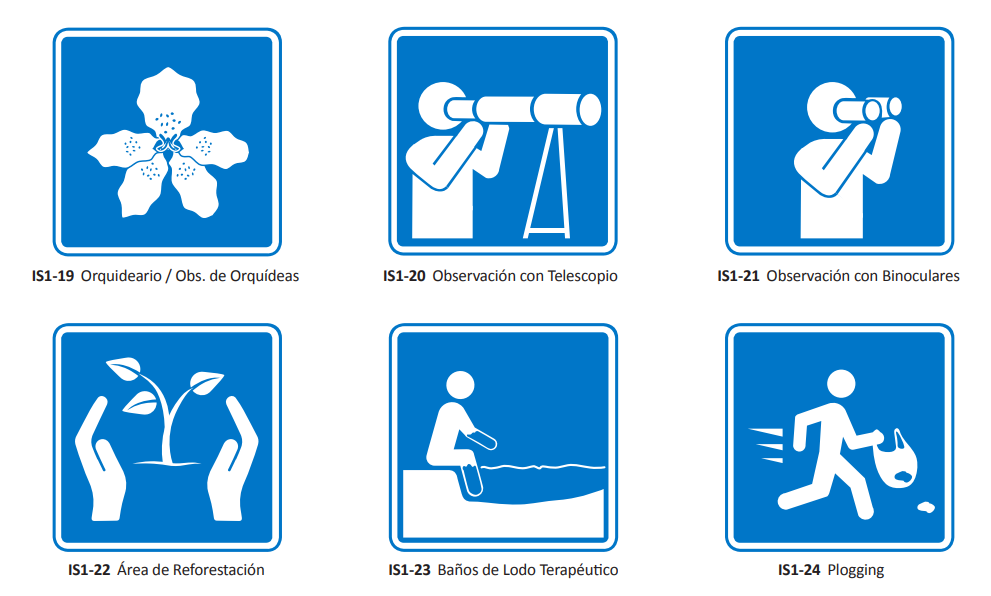 IS1-19 Orquideario / Obs. de Orquídeas
IS1-20 Observación con Telescopio
IS1-21 Observación con Binoculares
IS1-22 Área de Reforestación
IS1-23 Baños de Lodo Terapéutico
IS1-24 Plogging